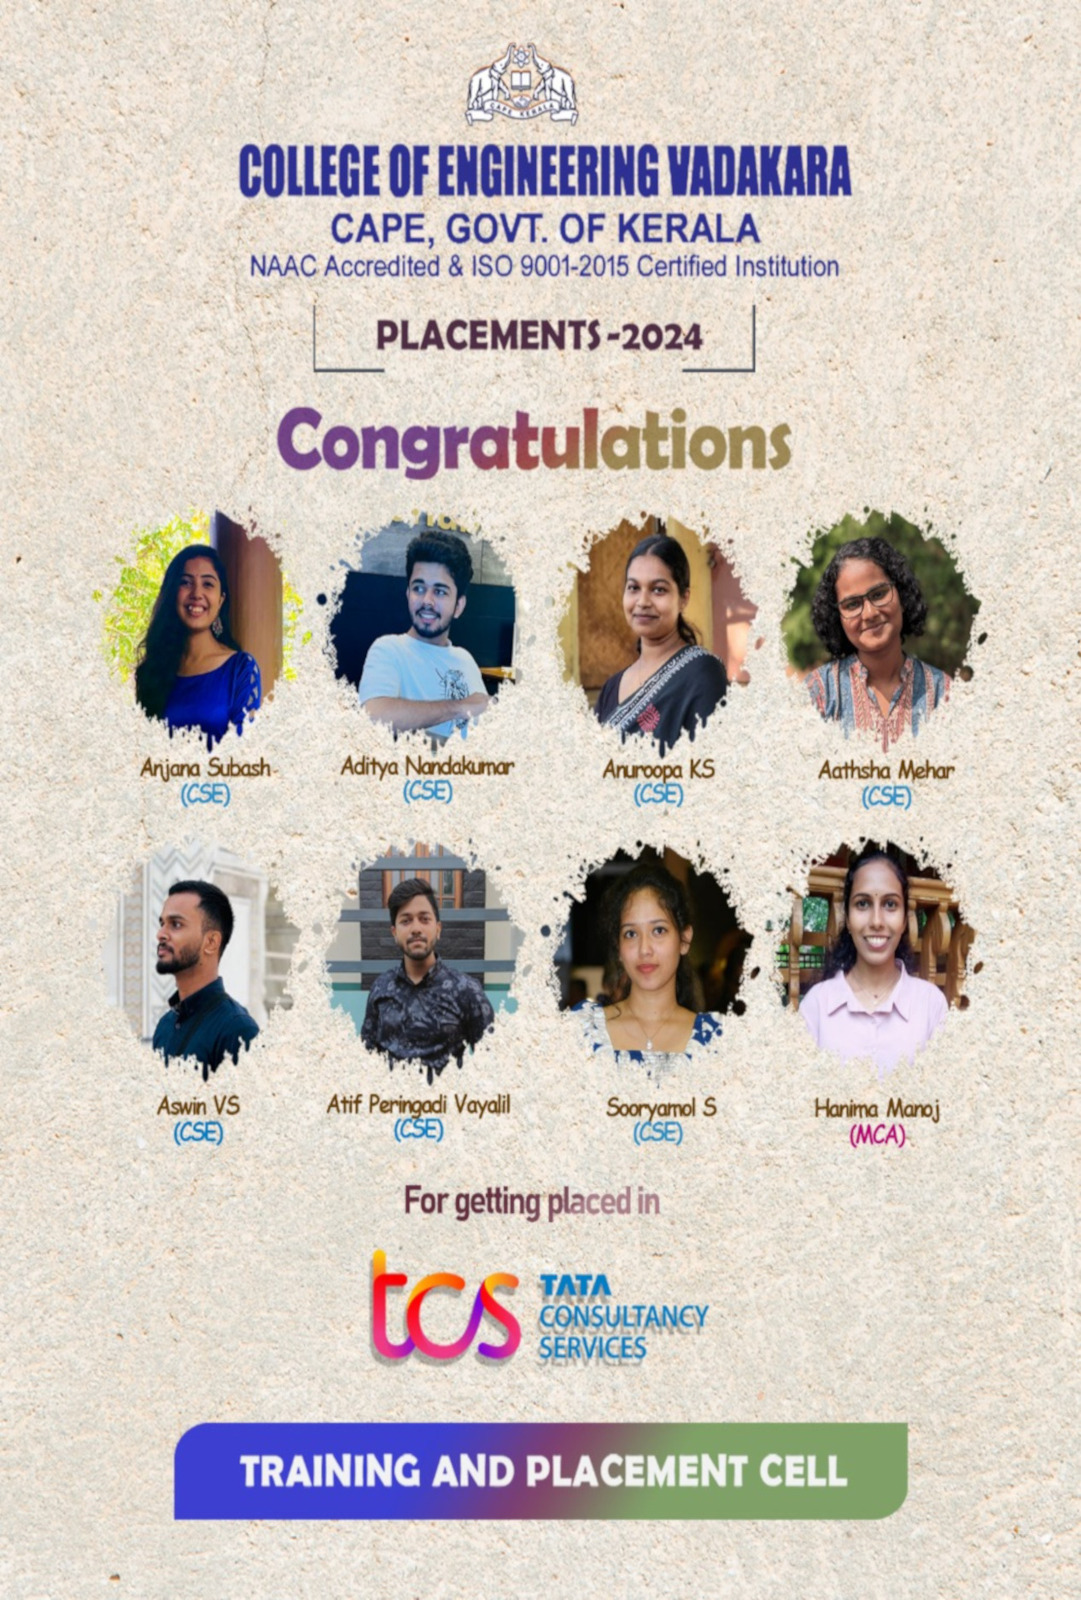 CAPE KERALA
COLLEGE OF ENGINEERING VADAKARA
CAPE, GOVT. OF KERALA
NAAC Accredited & ISO 9001-2015 Certified Institution
PLACEMENTS-2024
Congratulations
Anjana Subash
(CSE)
Aditya Nandakumar
(CSE)
Anuroopa KS
(CSE)
Aathsha Mehar
(CSE)
Aswin VS
(CSE)
Atif Peringadi Vayalil
(CSE)
Sooryamol S
(CSE)
Hanima Manoj
(MCA)
For getting placed in
tcs
TATA
CONSULTANCY
SERVICES
TRAINING AND PLACEMENT CELL